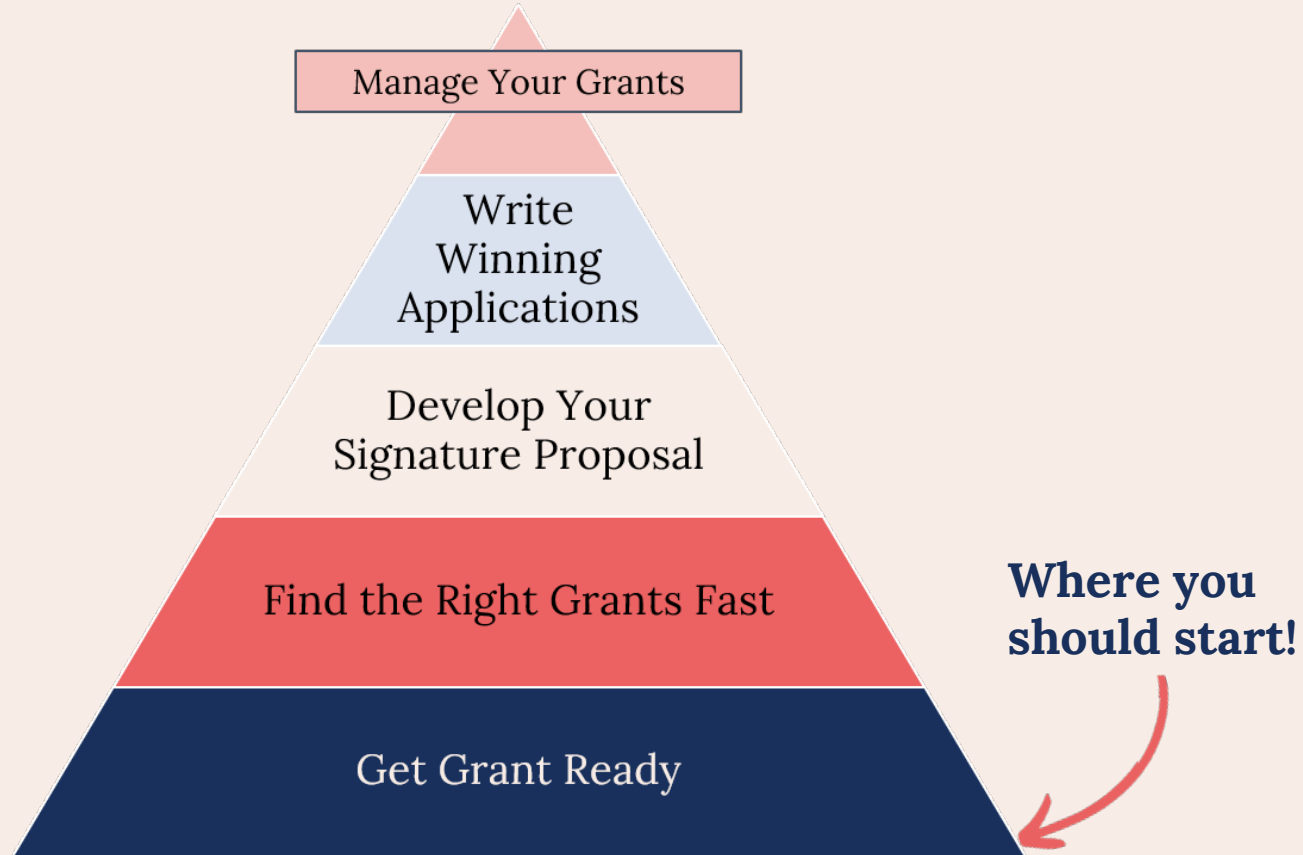 Manage Your Grants
Write
Winning
Applications
Develop Your
Signature Proposal
Find the Right Grants Fast
Where you
should start!
Get Grant Ready